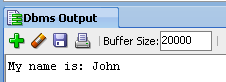 Dbms Output
Buffer Size: 20000
My name is: John